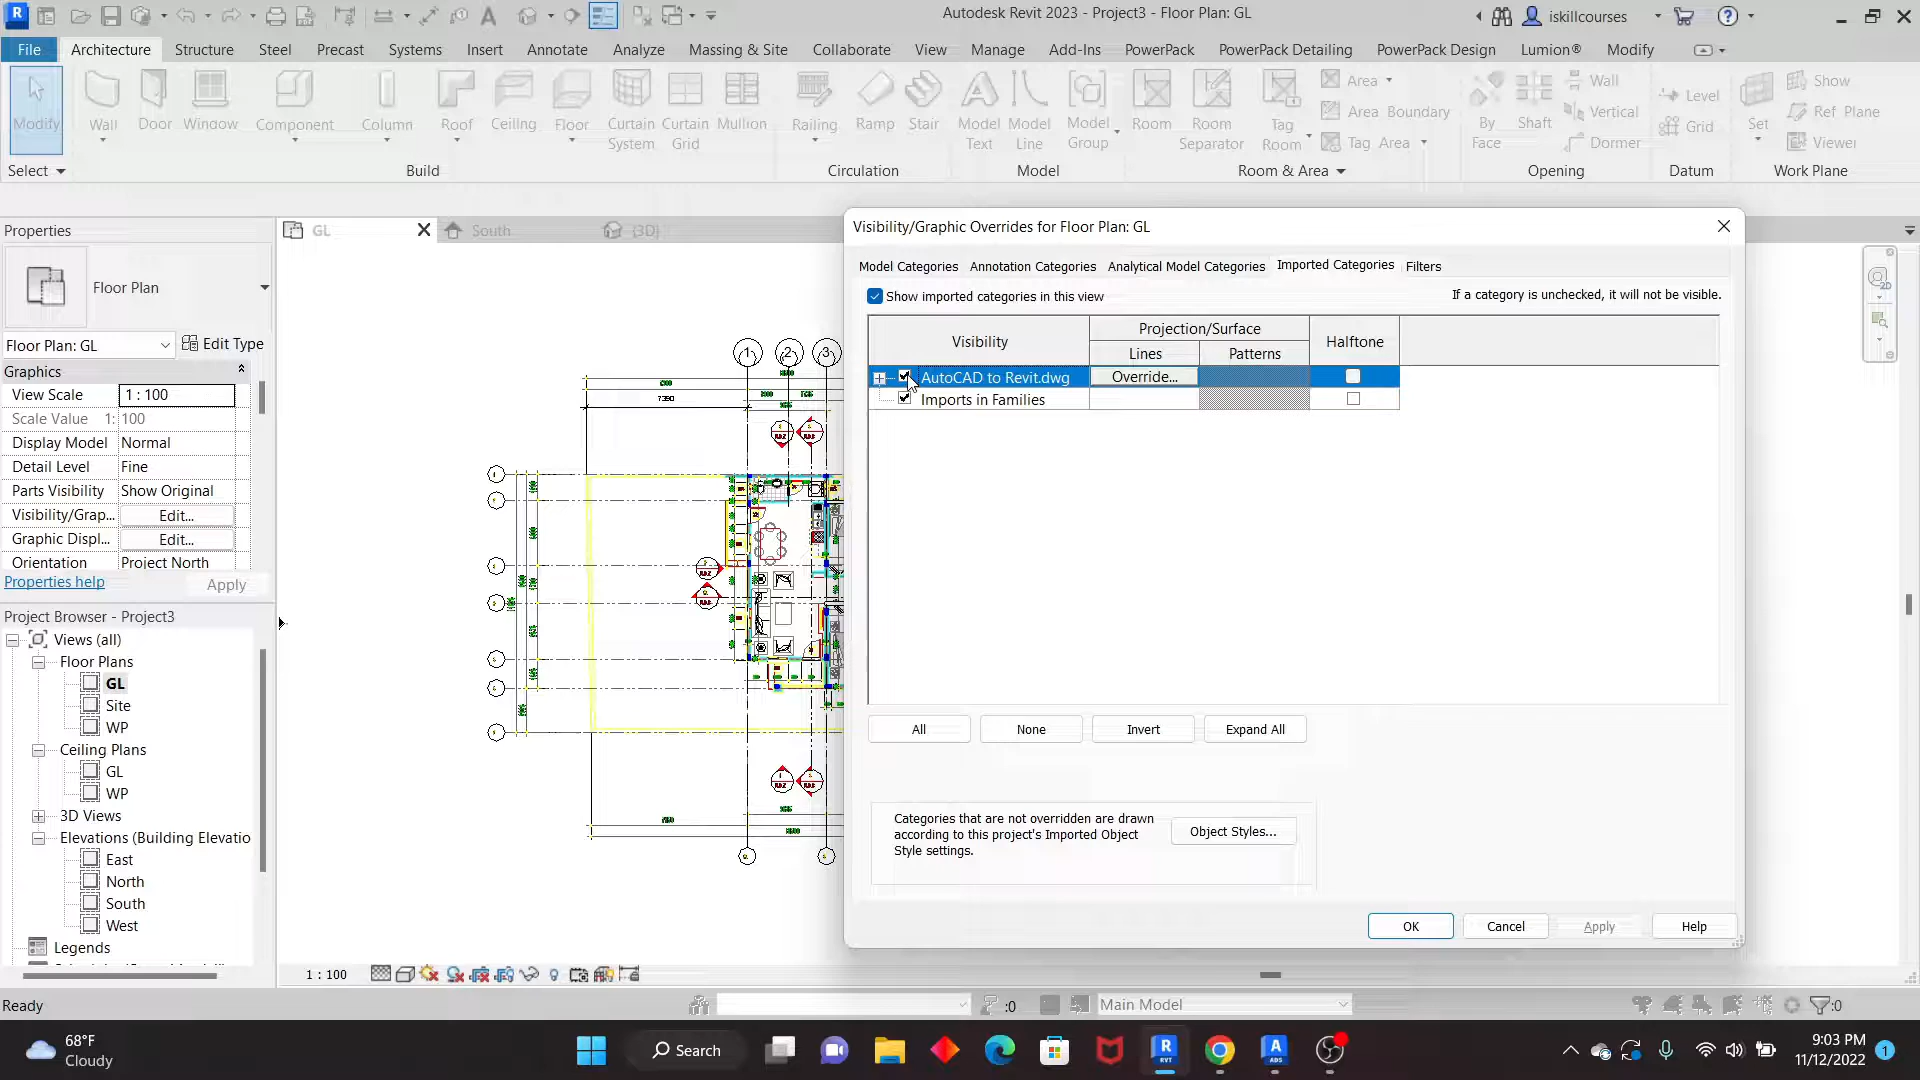 Autodesk Revit 2023 - Project3 - Floor Plan: GL
iskillcourses
File Architecture Structure Steel Precast Systems Insert Annotate Analyze Massing & Site Collaborate View Manage Add-Ins PowerPack PowerPack Detailing PowerPack Design Lumion® Modify
Modify
Wall
Door
Window
Component
Column
Roof
Ceiling
Floor
Curtain
System
Curtain
Grid
Mullion
Railing
Ramp
Stair
Model
Text
Model
Line
Model
Group
Room
Room
Separator
Tag
Room
Area
Area Boundary
Tag Area
By
Face
Shaft
Wall
Vertical
Dormer
Level
Grid
Set
Show
Ref Plane
Viewer
Select Build Circulation Model Room & Area Opening Datum Work Plane
Properties
Floor Plan
Floor Plan: GL Edit Type
Graphics
View Scale 1 : 100
Scale Value 1: 100
Display Model Normal
Detail Level Fine
Parts Visibility Show Original
Visibility/Grap... Edit...
Graphic Displ... Edit...
Orientation Project North
Properties help Apply
Project Browser - Project3
Views (all)
Floor Plans
GL
Site
WP
Ceiling Plans
GL
WP
3D Views
Elevations (Building Elevatio
East
North
South
West
Legends
GL South {3D}
1 2 3
7390
Visibility/Graphic Overrides for Floor Plan: GL
Model Categories Annotation Categories Analytical Model Categories Imported Categories Filters
Show imported categories in this view If a category is unchecked, it will not be visible.
Visibility Projection/Surface Halftone
Lines Patterns
AutoCAD to Revit.dwg Override...
Imports in Families
All None Invert Expand All
Categories that are not overridden are drawn
according to this project's Imported Object
Style settings.
Object Styles...
OK Cancel Apply Help
1 : 100
Ready :0 Main Model :0
68°F
Cloudy
Search
9:03 PM
11/12/2022
1